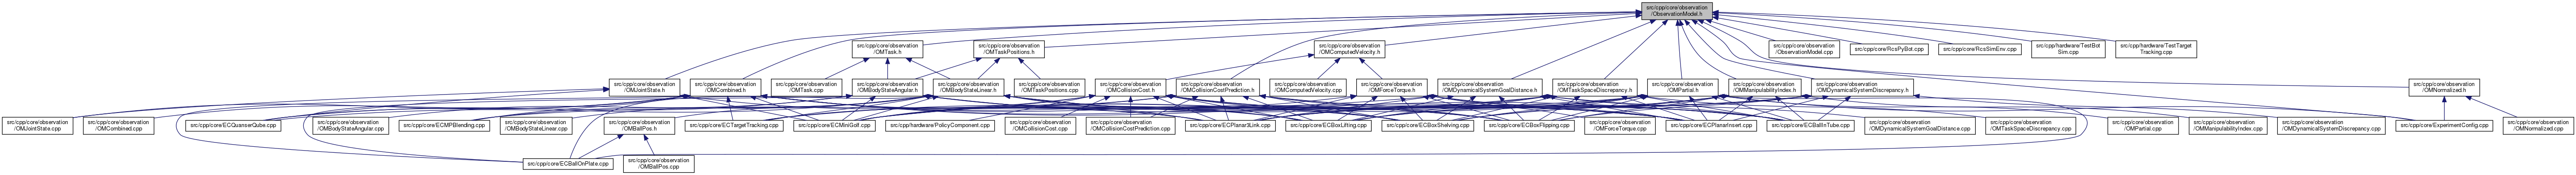 src/cpp/core/observation
/ObservationModel.h
src/cpp/core/observation
/OMTask.h
src/cpp/core/observation
/OMTaskPositions.h
src/cpp/core/observation
/OMComputedVelocity.h
src/cpp/core/observation
/ObservationModel.cpp
src/cpp/core/RcsPyBot.cpp
src/cpp/core/RcsSimEnv.cpp
src/cpp/hardware/TestBot
Sim.cpp
src/cpp/hardware/TestTarget
Tracking.cpp
src/cpp/core/observation
/OMJointState.h
src/cpp/core/observation
/OMCombined.h
src/cpp/core/observation
/OMTask.cpp
src/cpp/core/observation
/OMBodyStateAngular.h
src/cpp/core/observation
/OMBodyStateLinear.h
src/cpp/core/observation
/OMTaskPositions.cpp
src/cpp/core/observation
/OMCollisionCost.h
src/cpp/core/observation
/OMCollisionCostPrediction.h
src/cpp/core/observation
/OMComputedVelocity.cpp
src/cpp/core/observation
/OMForceTorque.h
src/cpp/core/observation
/OMDynamicalSystemGoalDistance.h
src/cpp/core/observation
/OMTaskSpaceDiscrepancy.h
src/cpp/core/observation
/OMPartial.h
src/cpp/core/observation
/OMManipulabilityIndex.h
src/cpp/core/observation
/OMDynamicalSystemDiscrepancy.h
src/cpp/core/observation
/OMNormalized.h
src/cpp/core/observation
/OMJointState.cpp
src/cpp/core/observation
/OMCombined.cpp
src/cpp/core/ECQuanserQube.cpp
src/cpp/core/observation
/OMBodyStateAngular.cpp
src/cpp/core/ECMPBlending.cpp
src/cpp/core/observation
/OMBodyStateLinear.cpp
src/cpp/core/observation
/OMBallPos.h
src/cpp/core/ECTargetTracking.cpp
src/cpp/core/ECMiniGolf.cpp
src/cpp/hardware/PolicyComponent.cpp
src/cpp/core/observation
/OMCollisionCost.cpp
src/cpp/core/observation
/OMCollisionCostPrediction.cpp
src/cpp/core/ECPlanar3Link.cpp
src/cpp/core/ECBoxLifting.cpp
src/cpp/core/ECBoxShelving.cpp
src/cpp/core/ECBoxFlipping.cpp
src/cpp/core/observation
/OMForceTorque.cpp
src/cpp/core/ECPlanarInsert.cpp
src/cpp/core/ECBallInTube.cpp
src/cpp/core/observation
/OMDynamicalSystemGoalDistance.cpp
src/cpp/core/observation
/OMTaskSpaceDiscrepancy.cpp
src/cpp/core/observation
/OMPartial.cpp
src/cpp/core/observation
/OMManipulabilityIndex.cpp
src/cpp/core/observation
/OMDynamicalSystemDiscrepancy.cpp
src/cpp/core/ExperimentConfig.cpp
src/cpp/core/observation
/OMNormalized.cpp
src/cpp/core/ECBallOnPlate.cpp
src/cpp/core/observation
/OMBallPos.cpp